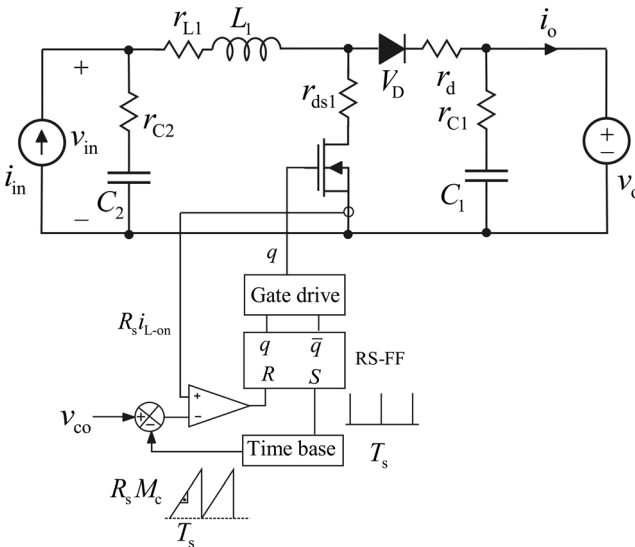 r_L1 L_1 i_o
+ V_D r_d
r_ds1 r_C1
r_C2
v_in + −
i_in
C_2 C_1 v_o
−
q
Gate drive
R_s i_L-on
q q̄ RS-FF
R S
+
v_co + − −
Time base
T_s
R_s M_c
T_s